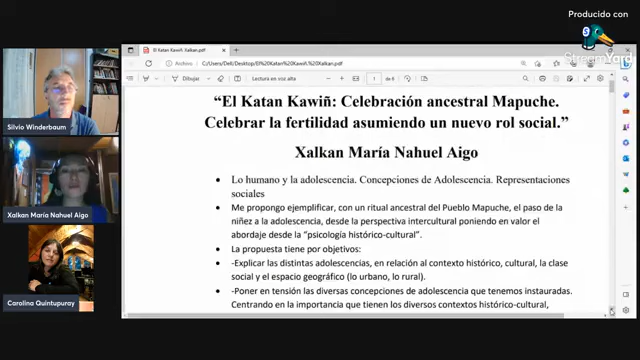 Producido con
StreamYard
El Katan Kawiñ. Xalkan.pdf
C:/Users/Dell/Desktop/El%20Katan%20Kawiñ.%20Xalkan.pdf
Dibujar
Lectura en voz alta
1
de 6
“El Katan Kawiñ: Celebración ancestral Mapuche.
Celebrar la fertilidad asumiendo un nuevo rol social.”
Xalkan María Nahuel Aigo
• Lo humano y la adolescencia. Concepciones de Adolescencia. Representaciones
sociales
• Me propongo ejemplificar, con un ritual ancestral del Pueblo Mapuche, el paso de la
niñez a la adolescencia, desde la perspectiva intercultural poniendo en valor el
abordaje desde la “psicología histórico-cultural”.
• La propuesta tiene por objetivos:
• -Explicar las distintas adolescencias, en relación al contexto histórico, cultural, la clase
social y el espacio geográfico (lo urbano, lo rural).
• -Poner en tensión las diversas concepciones de adolescencia que tenemos instauradas.
Centrando en la importancia que tienen los diversos contextos histórico-cultural,
Silvio Winderbaum
Xalkan María Nahuel Aigo
Carolina Quintupuray